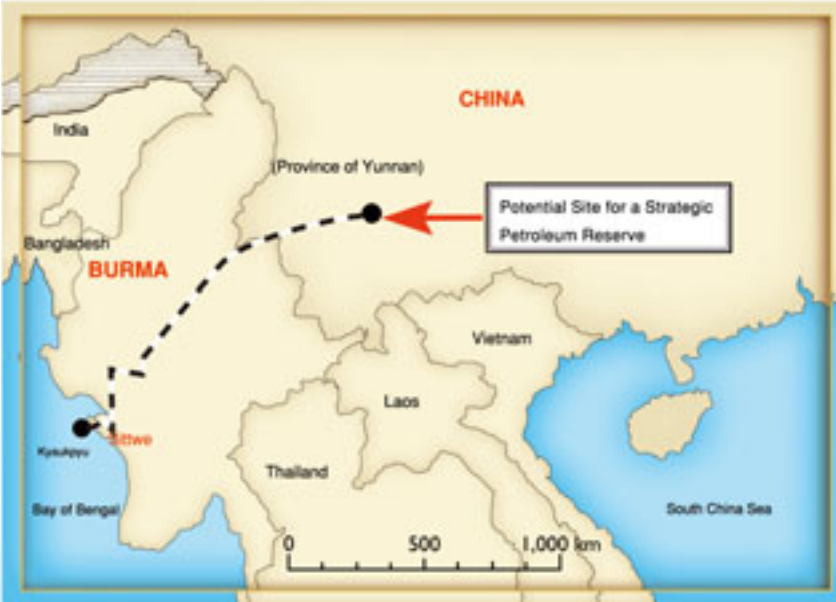 CHINA
India
(Province of Yunnan)
Potential Site for a Strategic
Petroleum Reserve
Bangladesh
BURMA
Vietnam
Laos
Sittwe
Kysukpyu
Thailand
Bay of Bengal
South China Sea
0 500 1,000 km